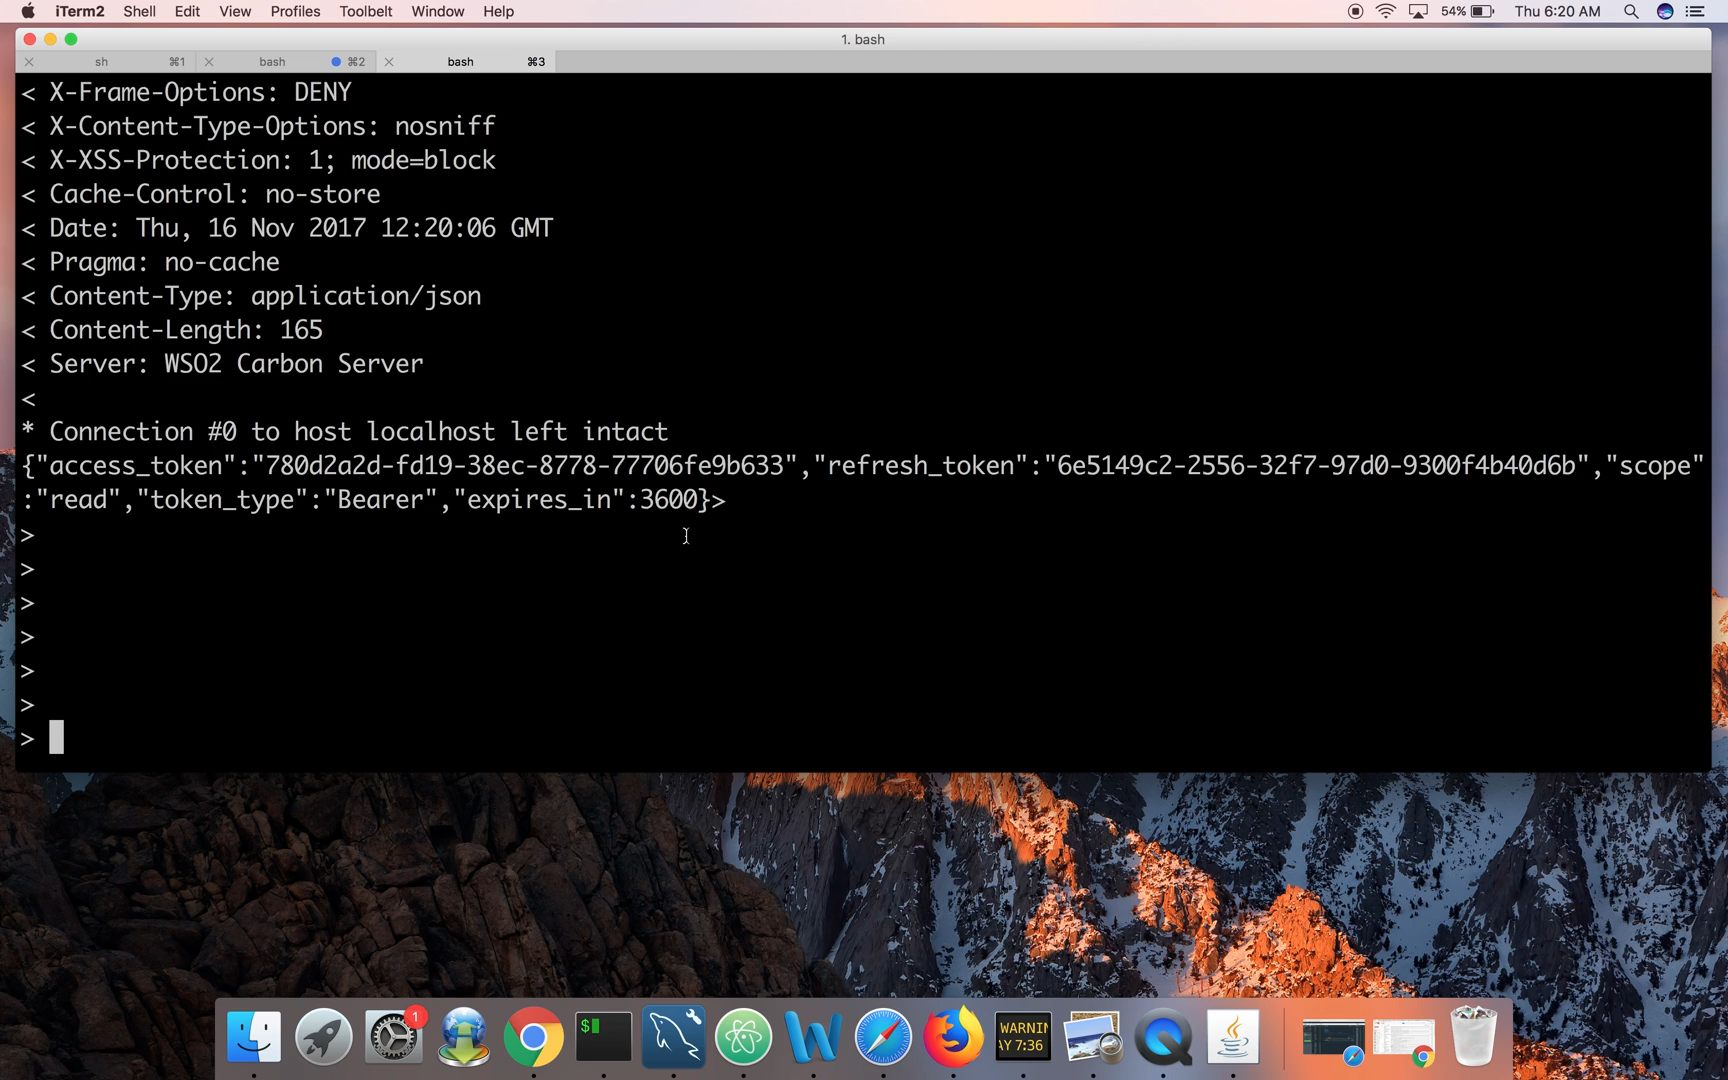 iTerm2 Shell Edit View Profiles Toolbelt Window Help 54% Thu 6:20 AM
1. bash
sh ⌘1 bash ⌘2 bash ⌘3
< X-Frame-Options: DENY
< X-Content-Type-Options: nosniff
< X-XSS-Protection: 1; mode=block
< Cache-Control: no-store
< Date: Thu, 16 Nov 2017 12:20:06 GMT
< Pragma: no-cache
< Content-Type: application/json
< Content-Length: 165
< Server: WSO2 Carbon Server
<
* Connection #0 to host localhost left intact
{"access_token":"780d2a2d-fd19-38ec-8778-77706fe9b633","refresh_token":"6e5149c2-2556-32f7-97d0-9300f4b40d6b","scope"
:"read","token_type":"Bearer","expires_in":3600}>
>
>
>
>
>
>
>
1
$
WARNIN
AY 7:36